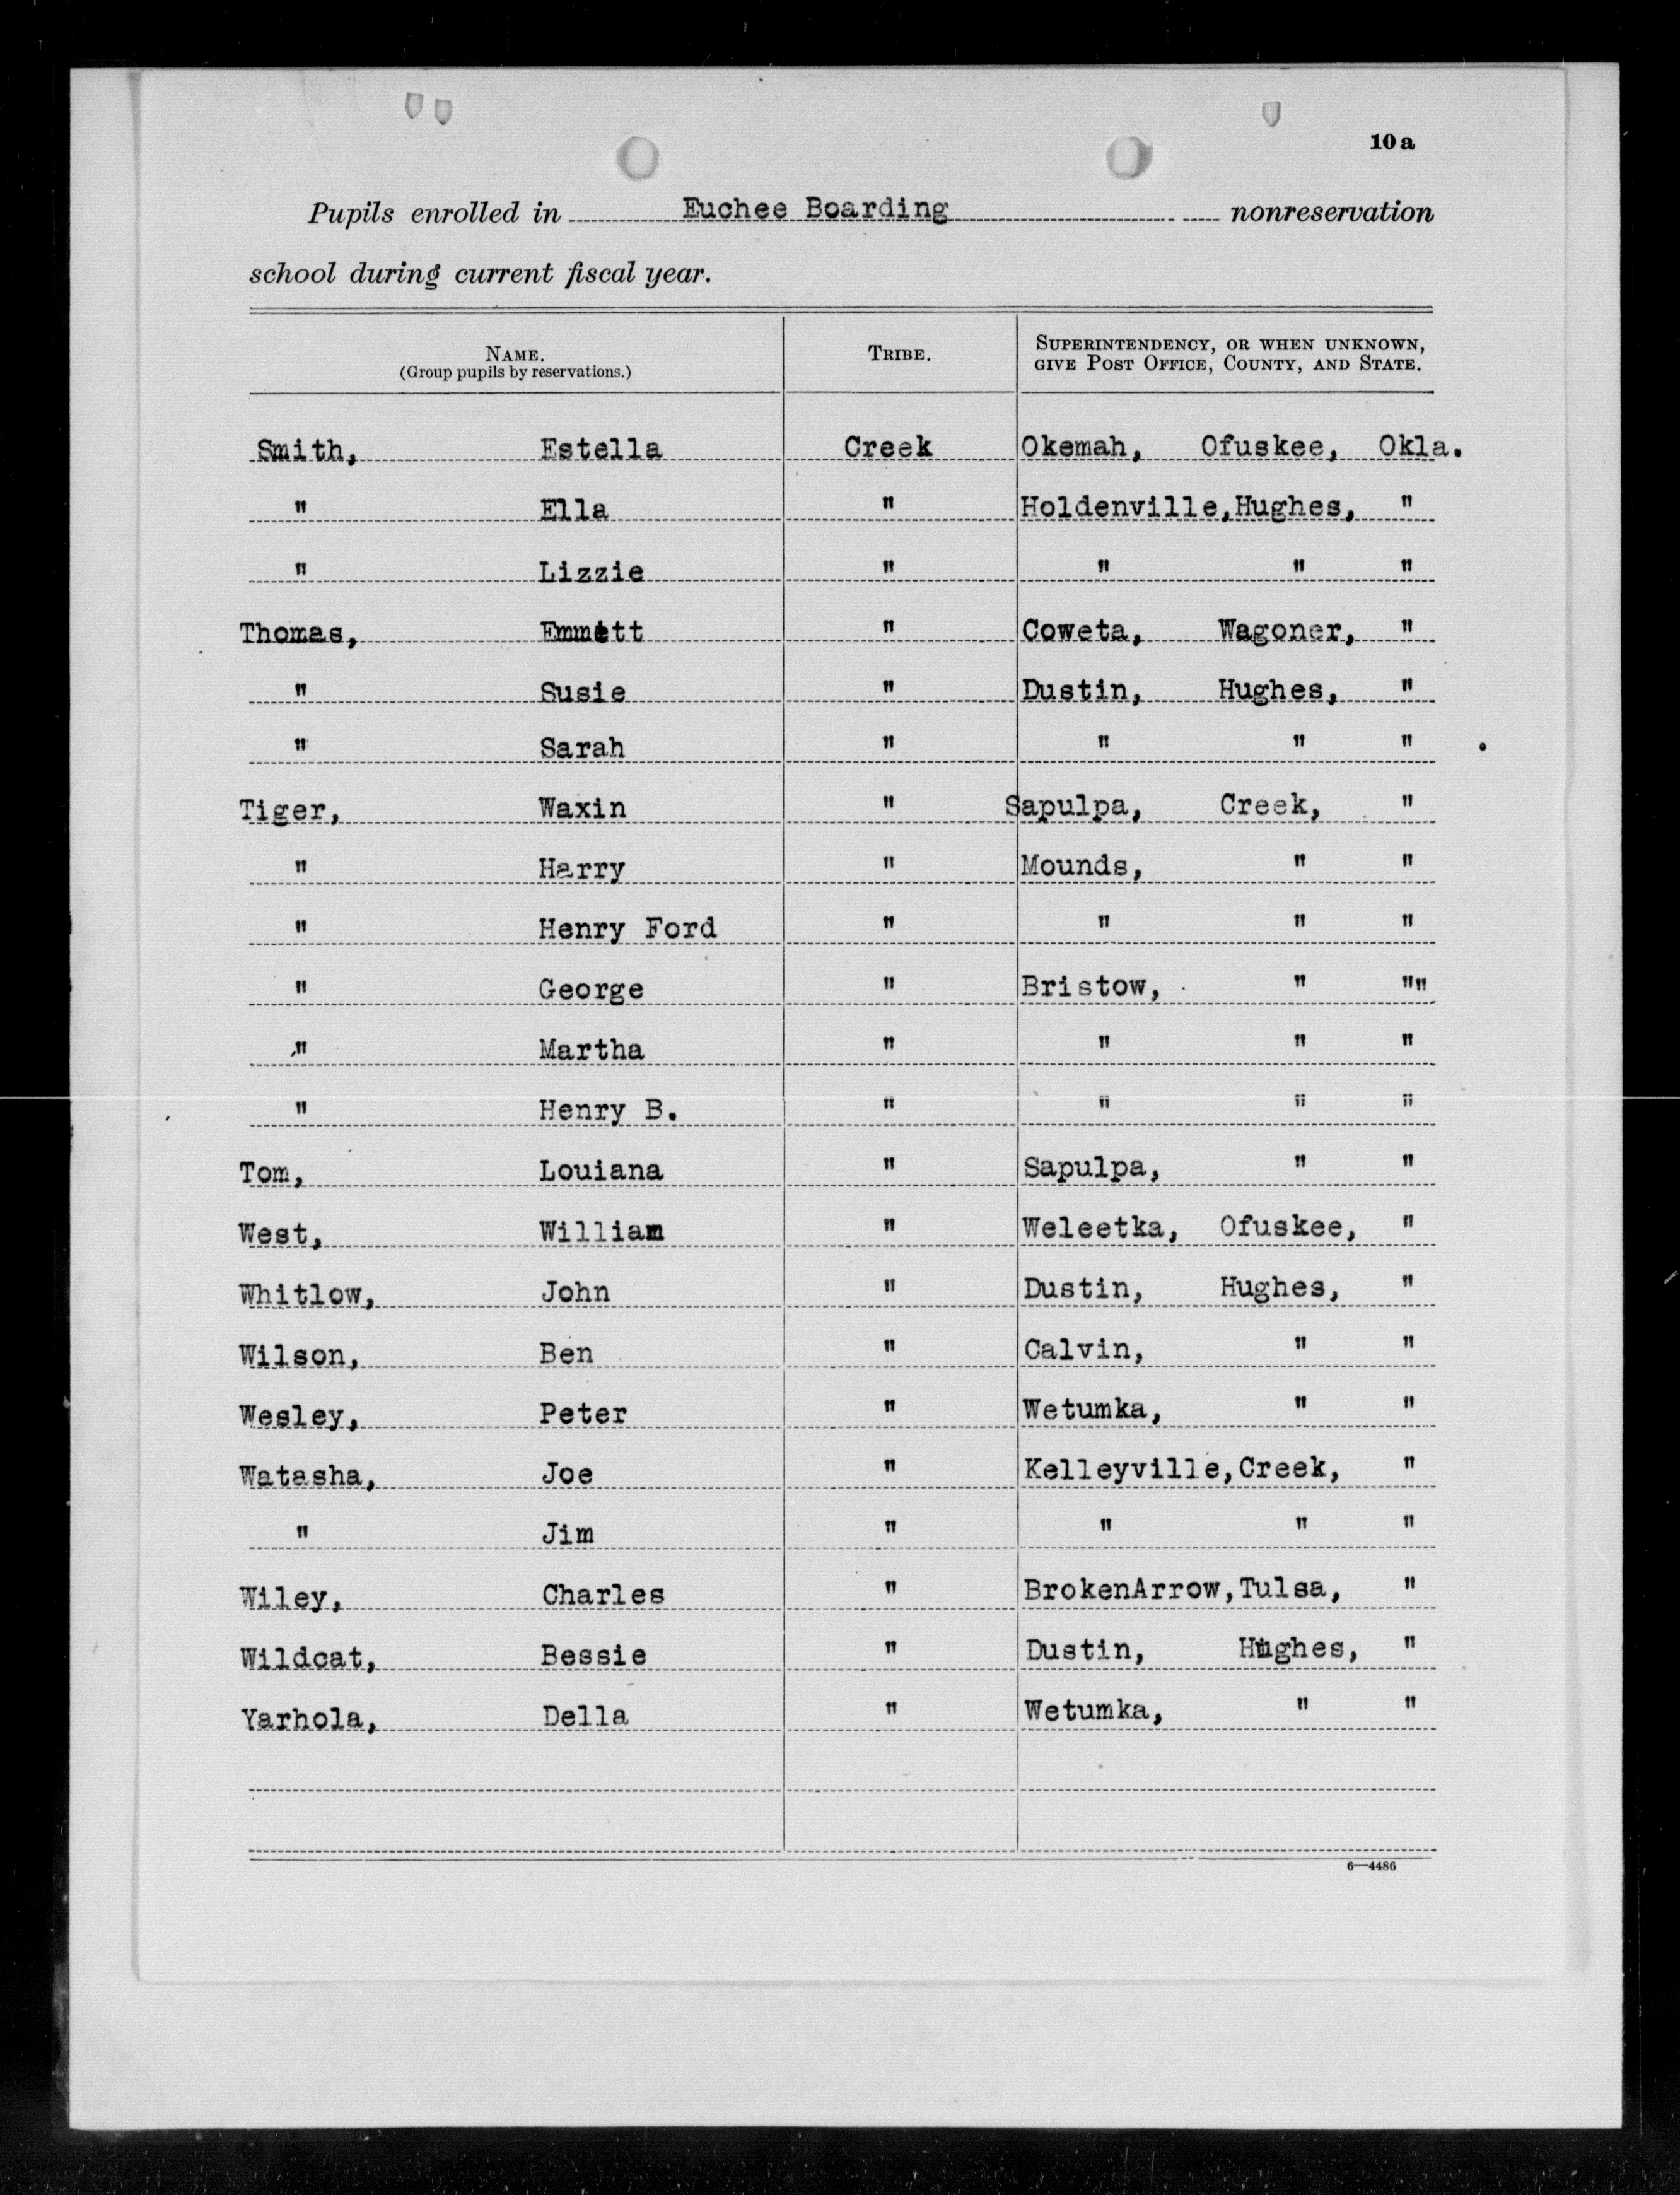 10a
Pupils enrolled in Euchee Boarding nonreservation
school during current fiscal year.
NAME. (Group pupils by reservations.) TRIBE. SUPERINTENDENCY, OR WHEN UNKNOWN, GIVE POST OFFICE, COUNTY, AND STATE.
Smith, Estella Creek Okemah, Ofuskee, Okla.
" Ella " Holdenville, Hughes, "
" Lizzie " " " "
Thomas, Emmett " Coweta, Wagoner, "
" Susie " Dustin, Hughes, "
" Sarah " " " "
Tiger, Waxin " Sapulpa, Creek, "
" Harry " Mounds, " "
" Henry Ford " " " "
" George " Bristow, " ""
" Martha " " " "
" Henry B. " " " "
Tom, Louiana " Sapulpa, " "
West, William " Weleetka, Ofuskee, "
Whitlow, John " Dustin, Hughes, "
Wilson, Ben " Calvin, " "
Wesley, Peter " Wetumka, " "
Watasha, Joe " Kelleyville, Creek, "
" Jim " " " "
Wiley, Charles " BrokenArrow, Tulsa, "
Wildcat, Bessie " Dustin, Hughes, "
Yarhola, Della " Wetumka, " "
6—4486